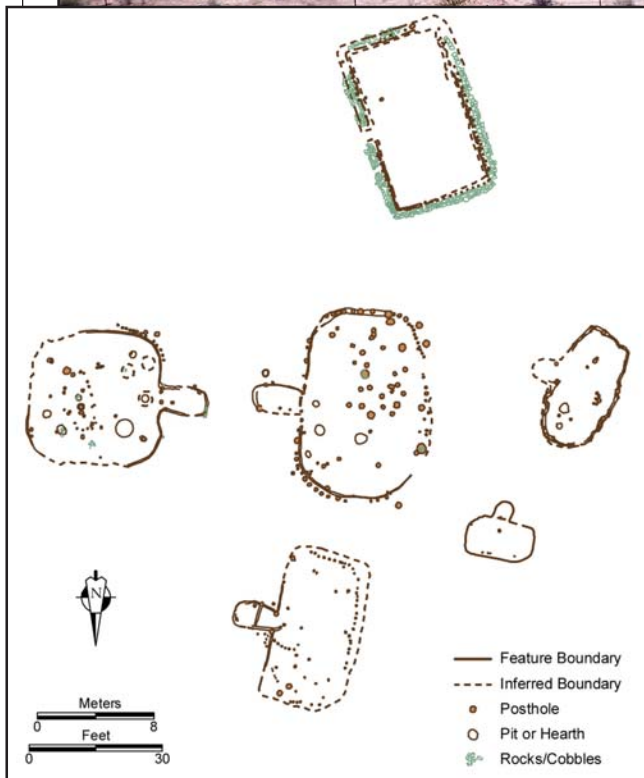 N
Meters
0 8
Feet
0 30
Feature Boundary
Inferred Boundary
Posthole
Pit or Hearth
Rocks/Cobbles